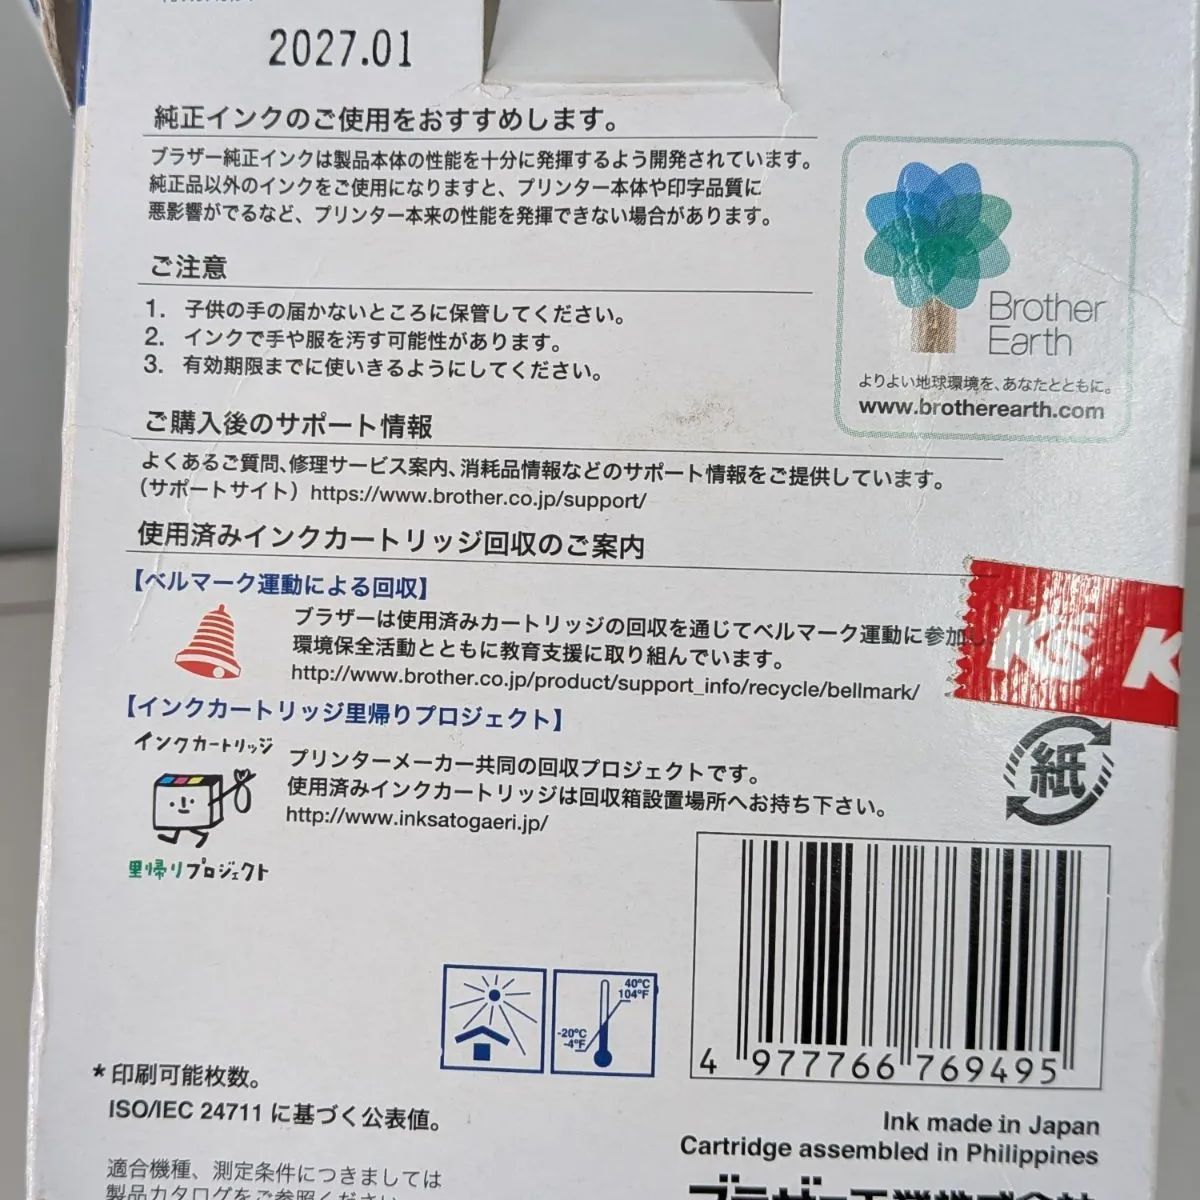 2027.01
純正インクのご使用をおすすめします。
ブラザー純正インクは製品本体の性能を十分に発揮するよう開発されています。
純正品以外のインクをご使用になりますと、プリンター本体や印字品質に
悪影響がでるなど、プリンター本来の性能を発揮できない場合があります。
Brother
Earth
よりよい地球環境を、あなたとともに。
www.brotherearth.com
ご注意
1. 子供の手の届かないところに保管してください。
2. インクで手や服を汚す可能性があります。
3. 有効期限までに使いきるようにしてください。
ご購入後のサポート情報
よくあるご質問、修理サービス案内、消耗品情報などのサポート情報をご提供しています。
(サポートサイト) https://www.brother.co.jp/support/
使用済みインクカートリッジ回収のご案内
【ベルマーク運動による回収】
ブラザーは使用済みカートリッジの回収を通じてベルマーク運動に参加し
環境保全活動とともに教育支援に取り組んでいます。
http://www.brother.co.jp/product/support_info/recycle/bellmark/
K's K
【インクカートリッジ里帰りプロジェクト】
インクカートリッジ
里帰りプロジェクト
プリンターメーカー共同の回収プロジェクトです。
使用済みインクカートリッジは回収箱設置場所へお持ち下さい。
http://www.inksatogaeri.jp/
紙
40°C
104°F
-20°C
-4°F
4 977766 769495
*印刷可能枚数。
ISO/IEC 24711 に基づく公表値。
Ink made in Japan
Cartridge assembled in Philippines
適合機種、測定条件につきましては
製品カタログをご参照ください。
ブラザー工業株式会社